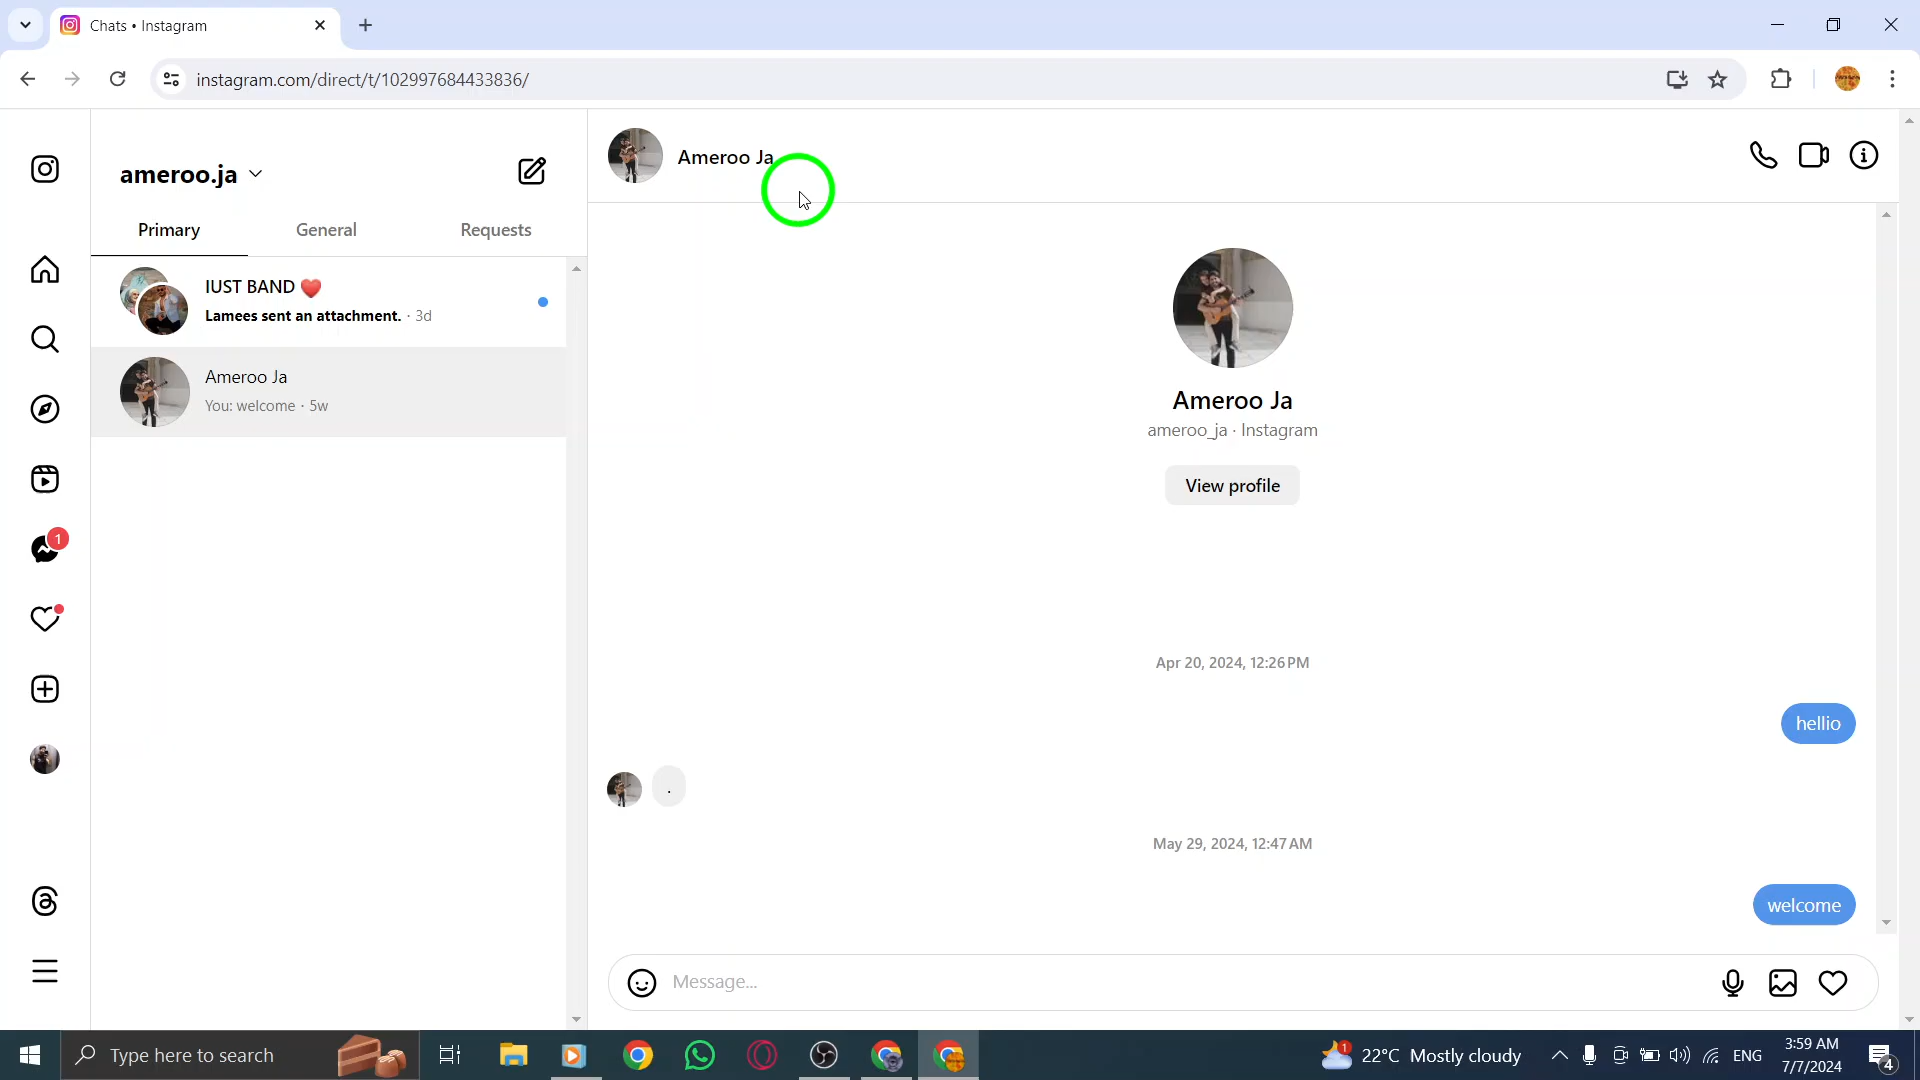 Chats • Instagram
instagram.com/direct/t/102997684433836/
ameroo.ja
Primary
General
Requests
IUST BAND ❤️
Lamees sent an attachment. · 3d
Ameroo Ja
You: welcome · 5w
1
Ameroo Ja
Ameroo Ja
ameroo_ja · Instagram
View profile
Apr 20, 2024, 12:26 PM
hellio
.
May 29, 2024, 12:47 AM
welcome
Message...
Type here to search
1
22°C Mostly cloudy
ENG
3:59 AM
7/7/2024
4